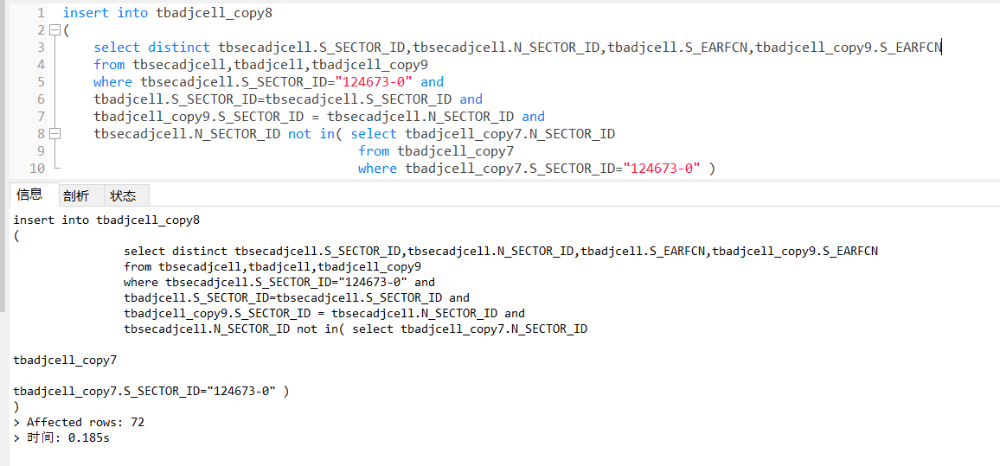 1 insert into tbadjcell_copy8
2 (
3 select distinct tbsecadjcell.S_SECTOR_ID,tbsecadjcell.N_SECTOR_ID,tbadjcell.S_EARFCN,tbadjcell_copy9.S_EARFCN
4 from tbsecadjcell,tbadjcell,tbadjcell_copy9
5 where tbsecadjcell.S_SECTOR_ID="124673-0" and
6 tbadjcell.S_SECTOR_ID=tbsecadjcell.S_SECTOR_ID and
7 tbadjcell_copy9.S_SECTOR_ID = tbsecadjcell.N_SECTOR_ID and
8 tbsecadjcell.N_SECTOR_ID not in( select tbadjcell_copy7.N_SECTOR_ID
9 from tbadjcell_copy7
10 where tbadjcell_copy7.S_SECTOR_ID="124673-0" )
信息 剖析 状态
insert into tbadjcell_copy8
(
select distinct tbsecadjcell.S_SECTOR_ID,tbsecadjcell.N_SECTOR_ID,tbadjcell.S_EARFCN,tbadjcell_copy9.S_EARFCN
from tbsecadjcell,tbadjcell,tbadjcell_copy9
where tbsecadjcell.S_SECTOR_ID="124673-0" and
tbadjcell.S_SECTOR_ID=tbsecadjcell.S_SECTOR_ID and
tbadjcell_copy9.S_SECTOR_ID = tbsecadjcell.N_SECTOR_ID and
tbsecadjcell.N_SECTOR_ID not in( select tbadjcell_copy7.N_SECTOR_ID
tbadjcell_copy7
tbadjcell_copy7.S_SECTOR_ID="124673-0" )
)
> Affected rows: 72
> 时间: 0.185s